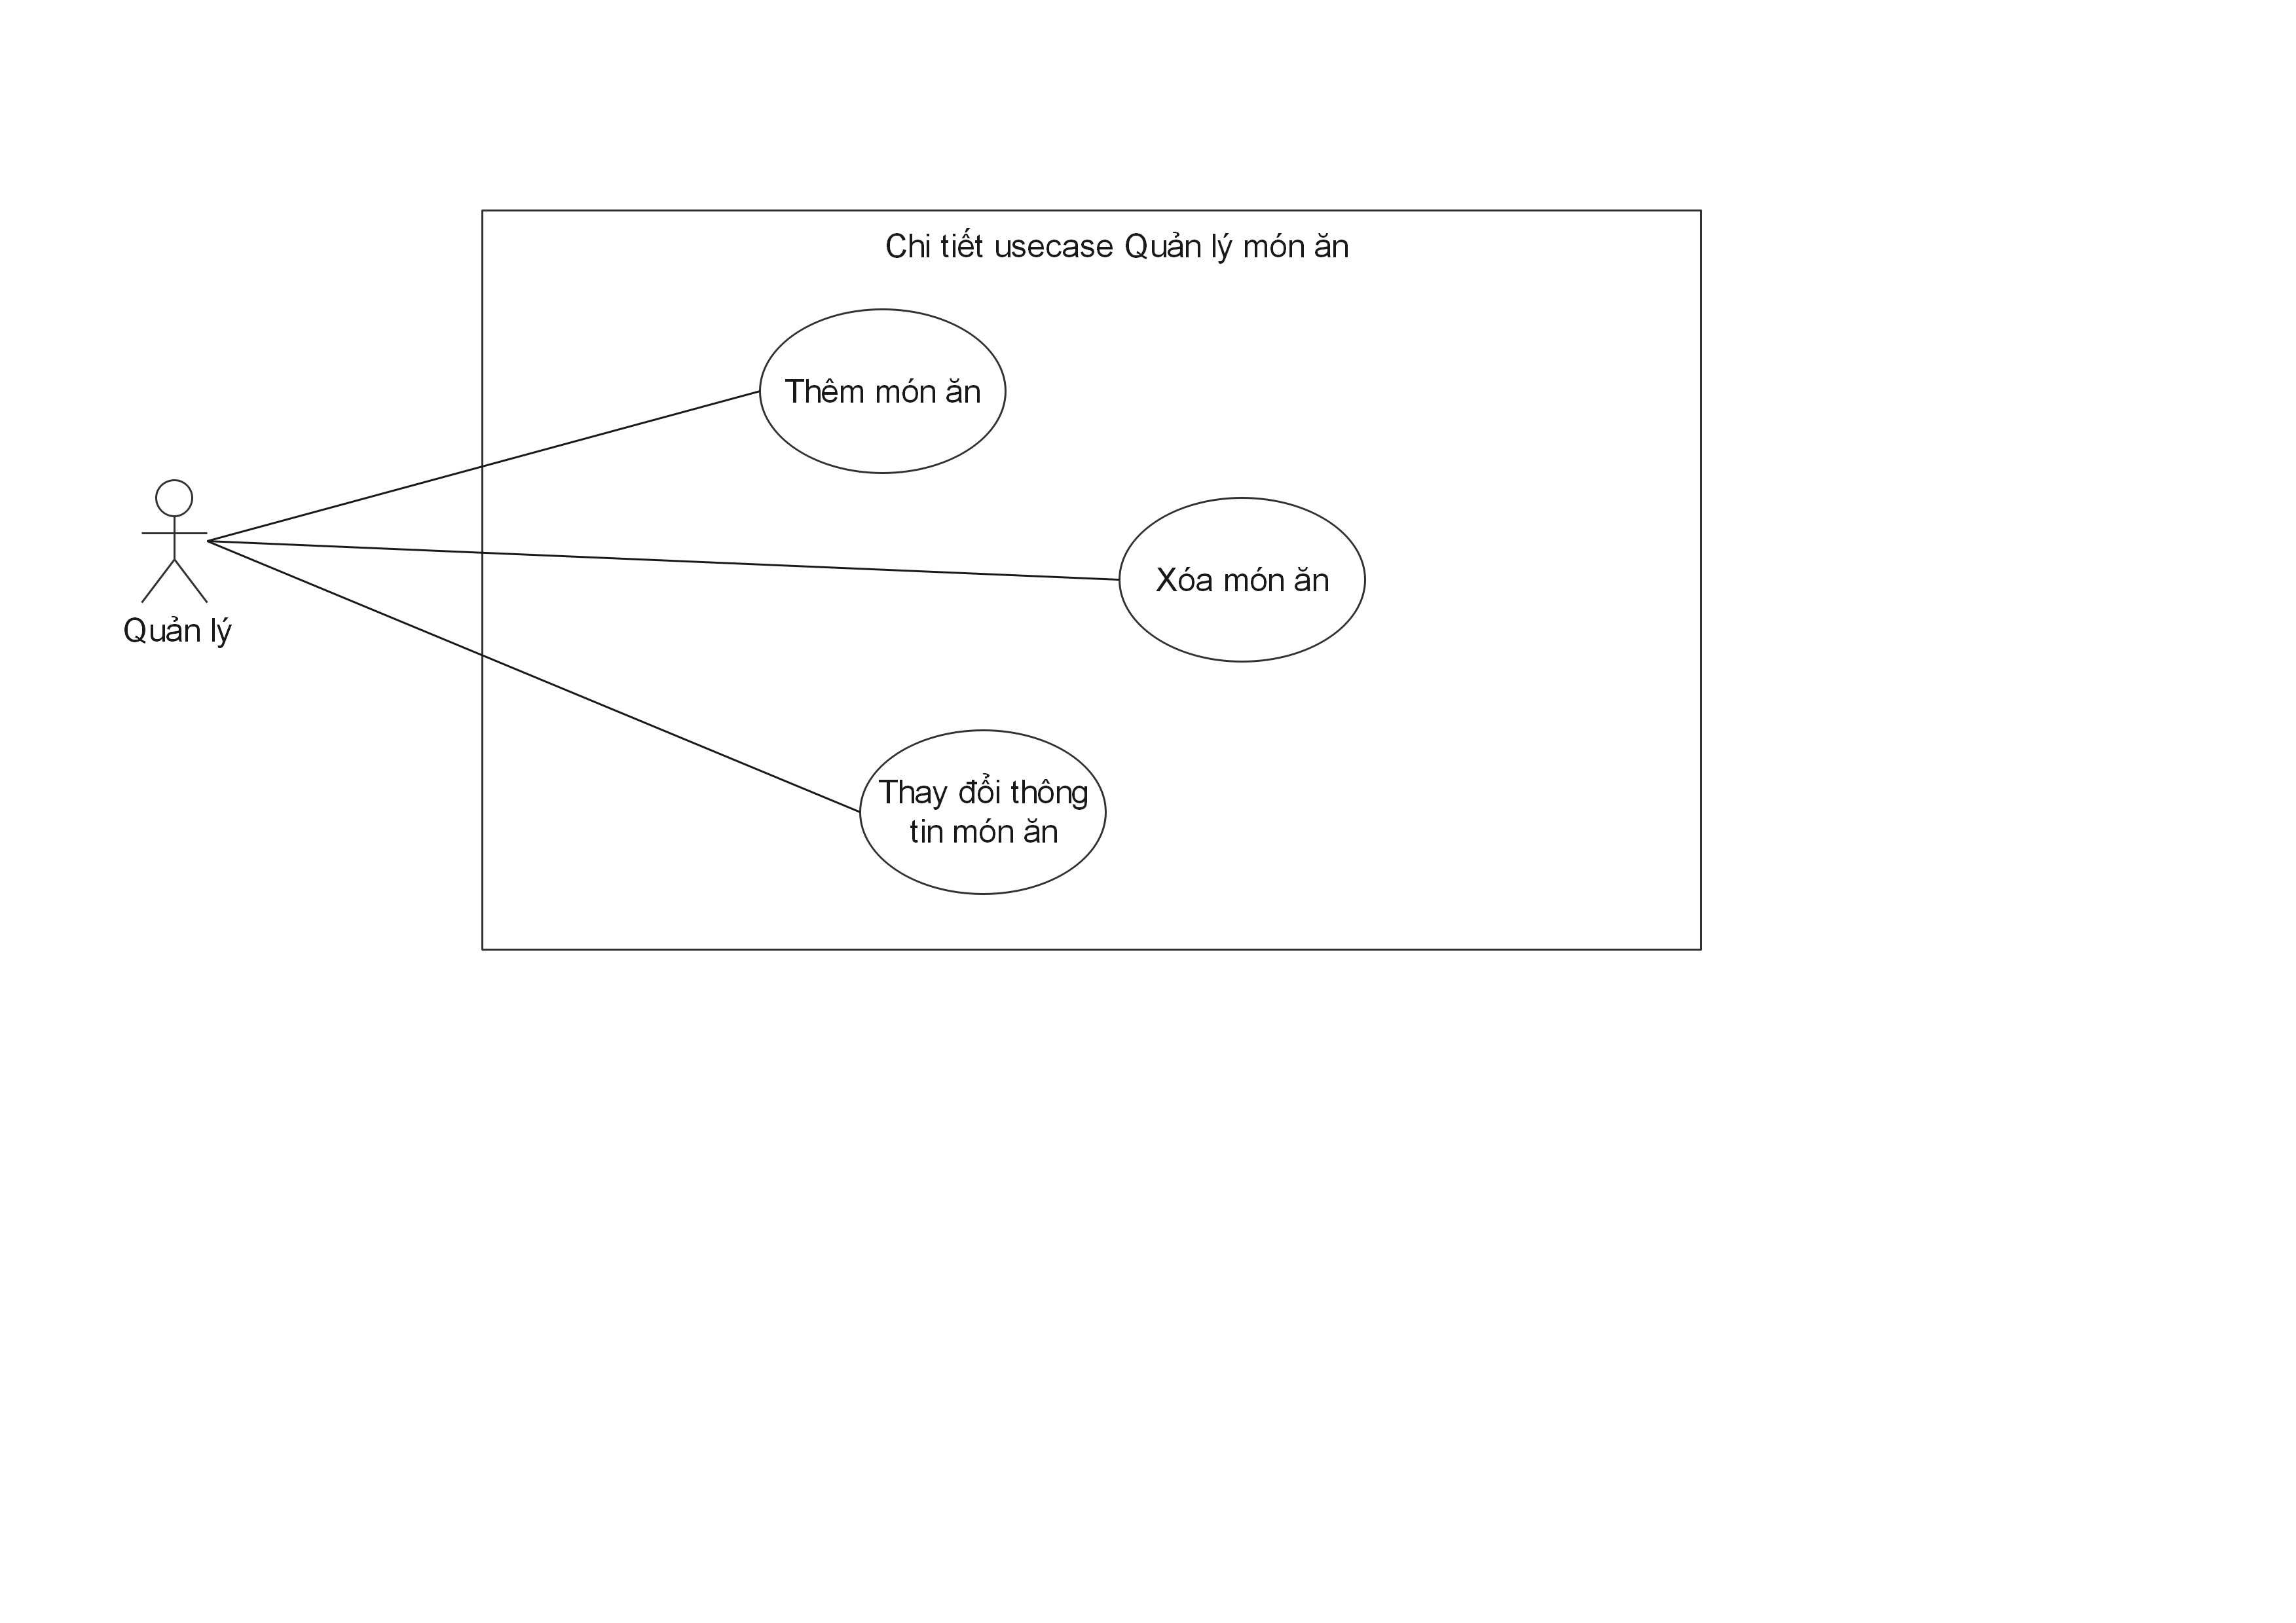 Chi tiết usecase Quản lý món ăn
Thêm món ăn
Xóa món ăn
Quản lý
Thay đổi thông
tin món ăn